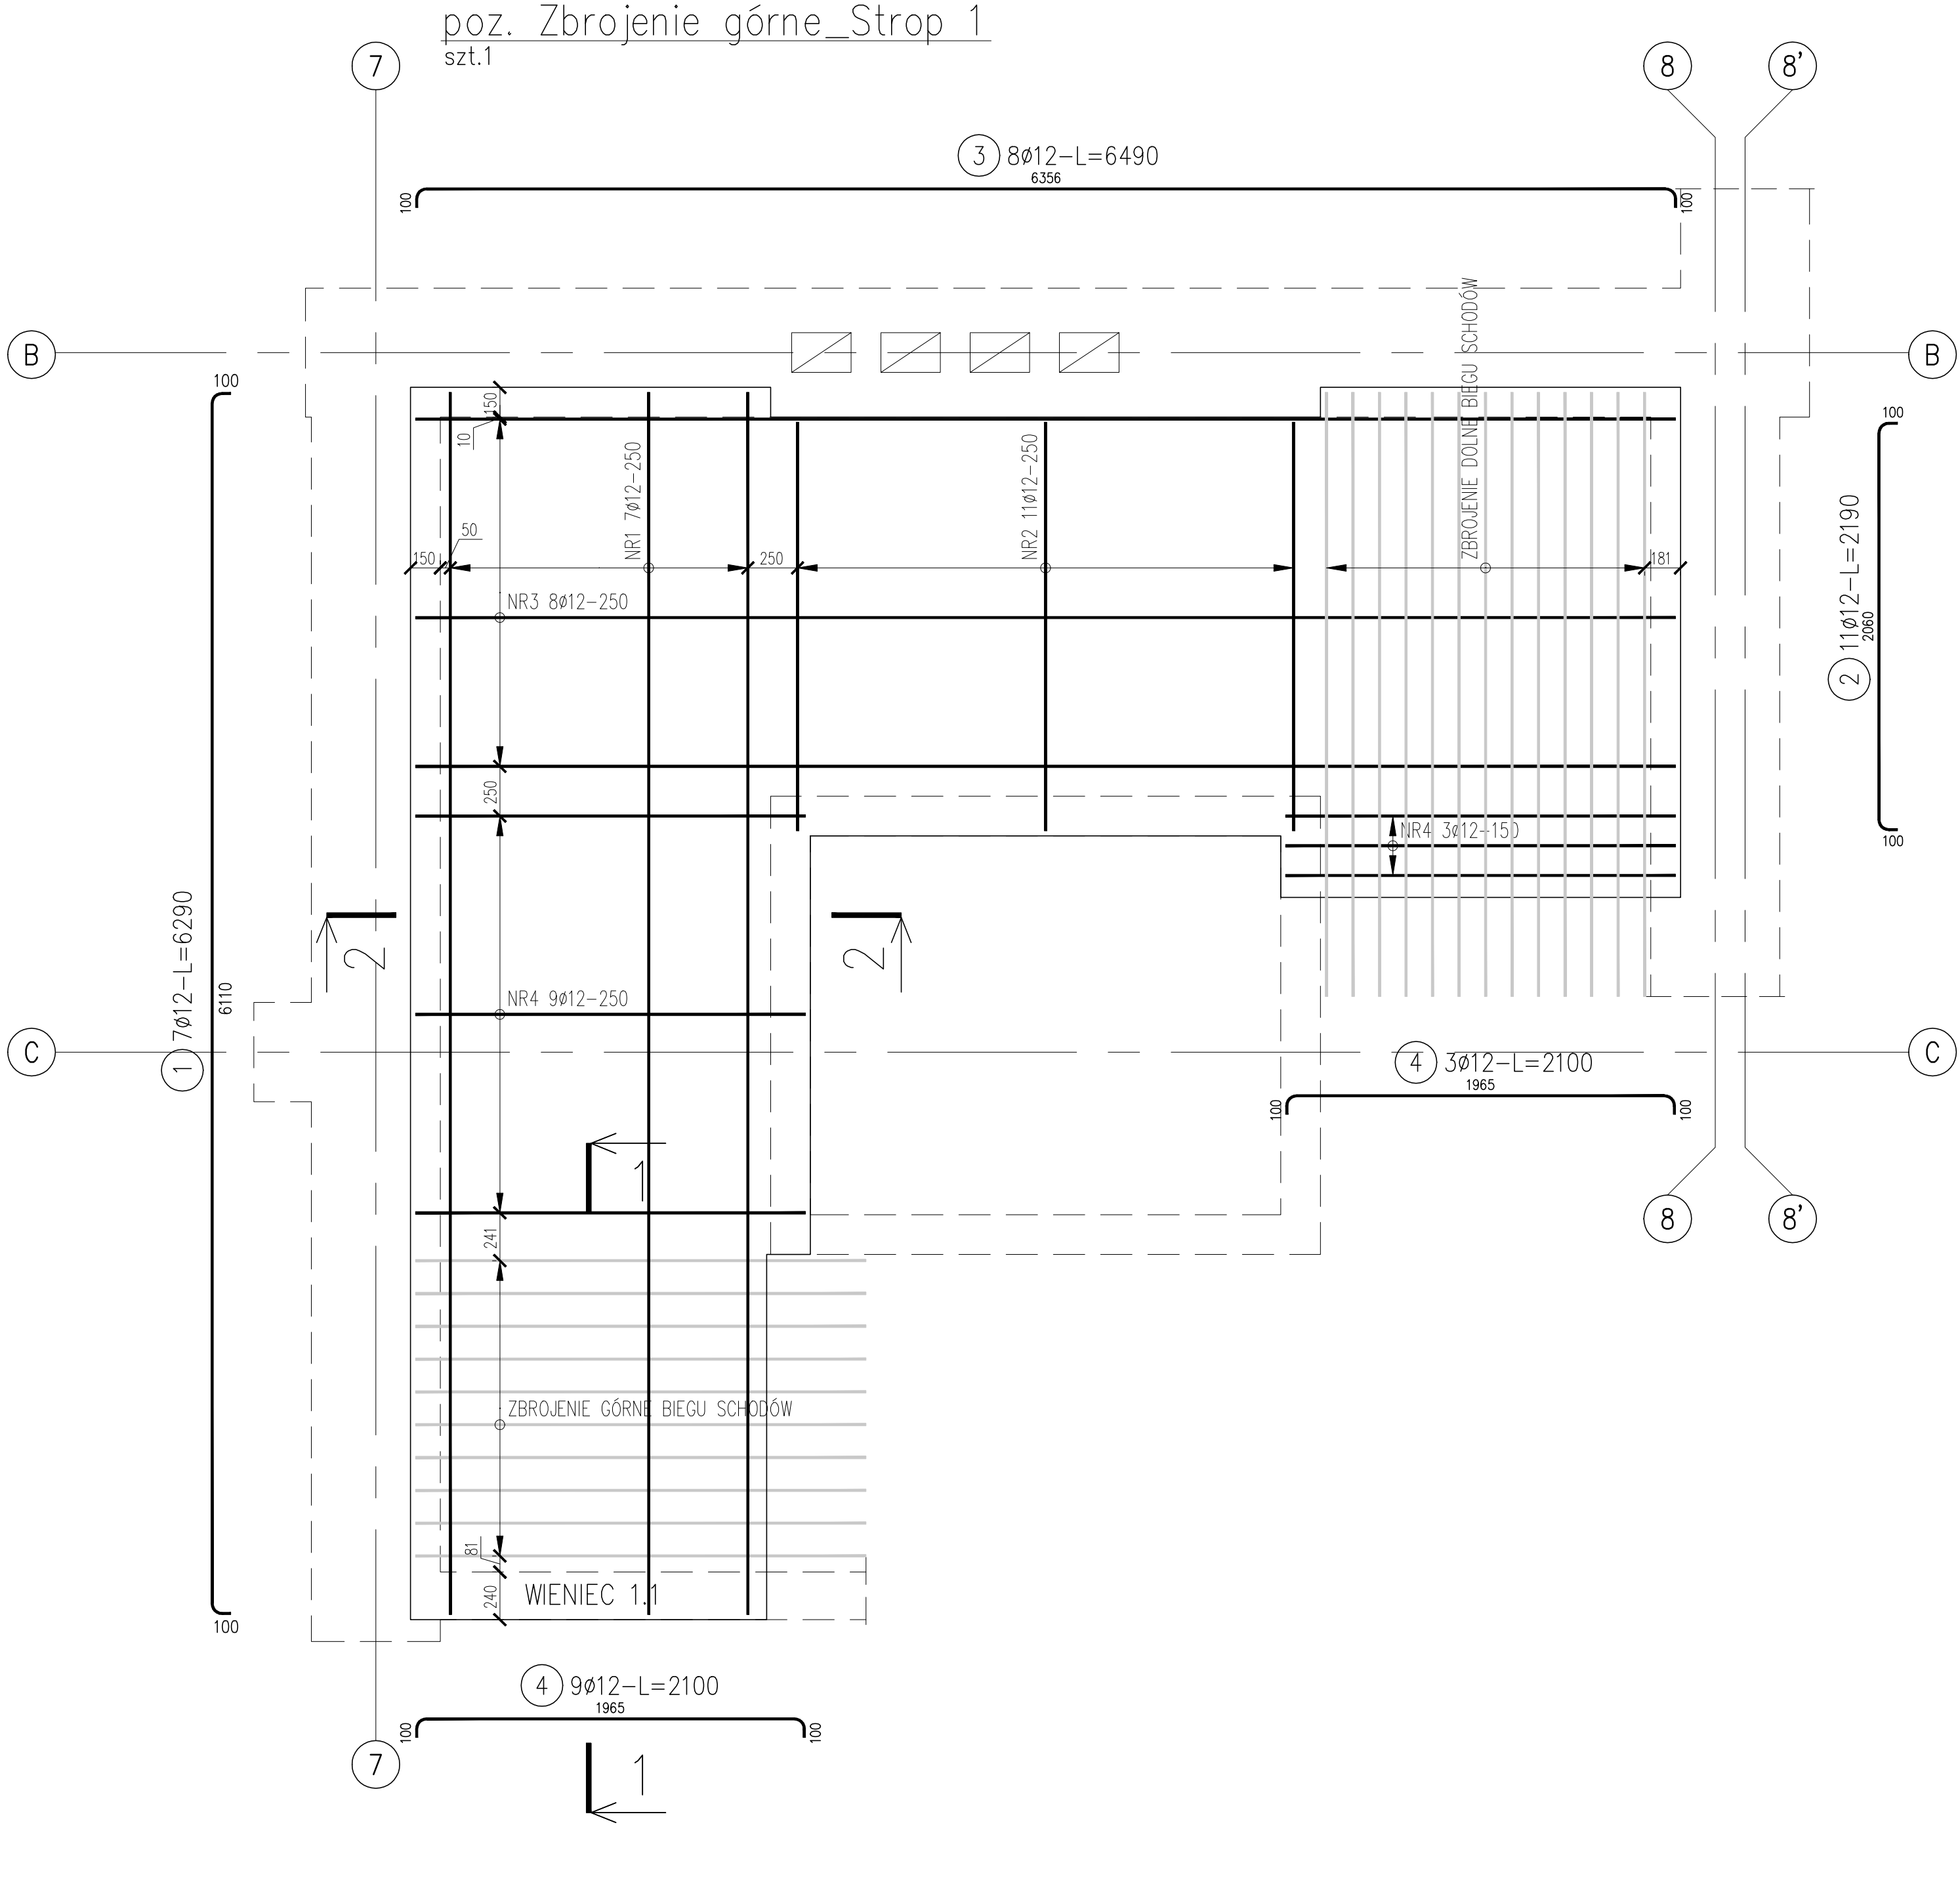 poz. Zbrojenie górne_Strop 1
szt.1
7
8
8'
3 8ø12-L=6490
6356
100
100
B
B
100
150
10
NR1 7ø12-250
NR2 11ø12-250
ZBROJENIE DOLNE BIEGU SCHODÓW
100
50
150
250
181
NR3 8ø12-250
2 11ø12-L=2190
2060
250
NR4 3ø12-150
100
1 7ø12-L=6290
6110
2
2
NR4 9ø12-250
C
C
4 3ø12-L=2100
1965
100
100
1
241
8
8'
ZBROJENIE GÓRNE BIEGU SCHODÓW
81
240
WIENIEC 1.1
100
4 9ø12-L=2100
1965
100
100
7
1